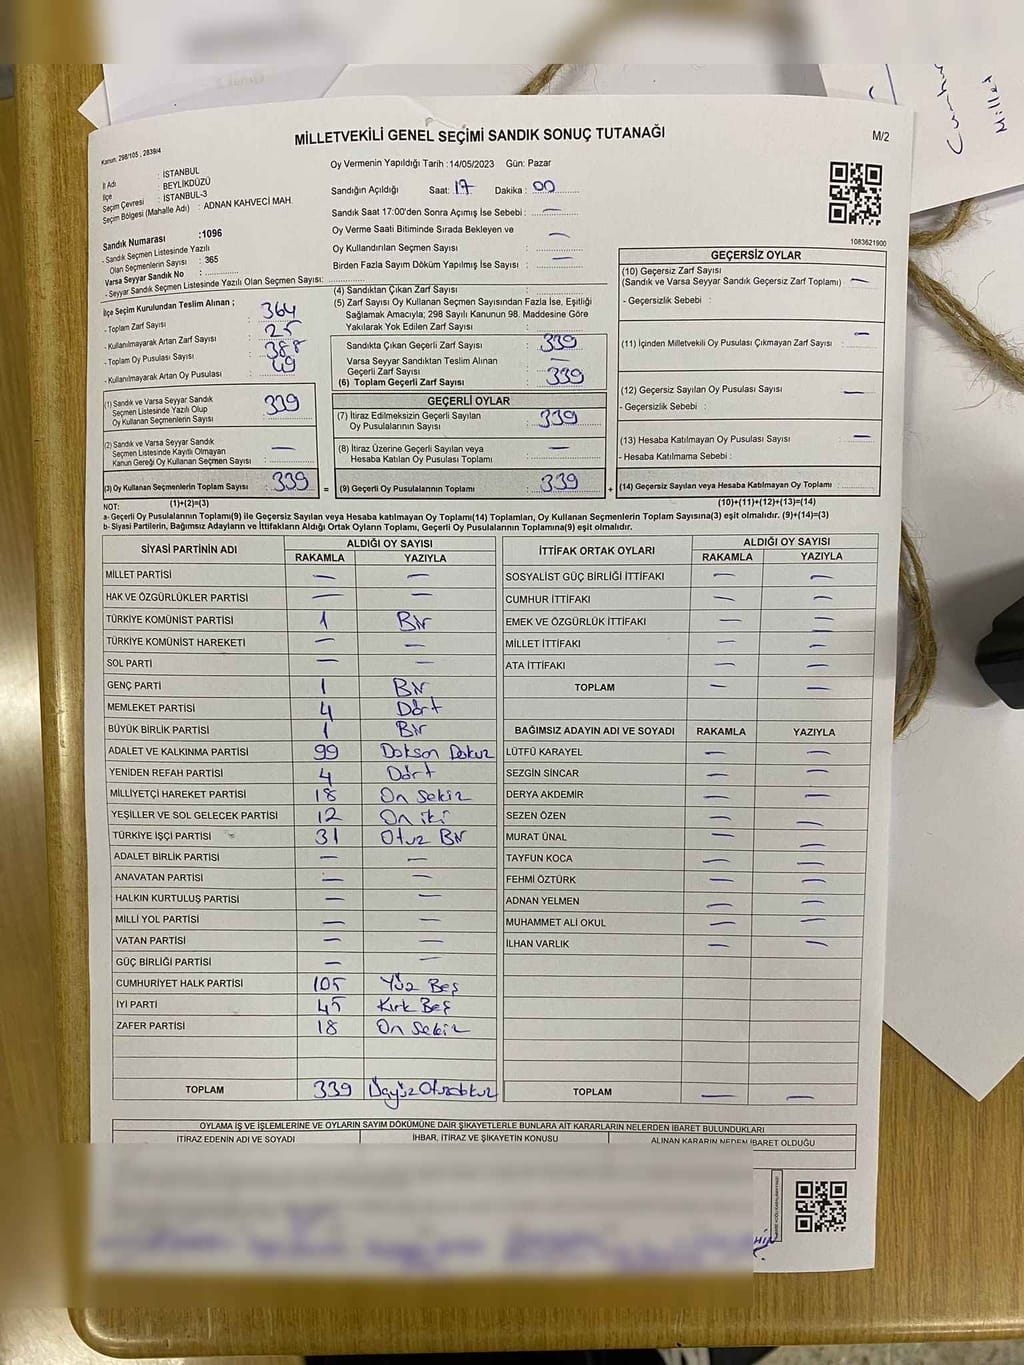 Cumhur
Millet
MİLLETVEKİLİ GENEL SEÇİMİ SANDIK SONUÇ TUTANAĞI
M/2
Kanun: 298/105 , 2839/4
Oy Vermenin Yapıldığı Tarih :14/05/2023 Gün: Pazar
İl Adı : İSTANBUL
İlçe : BEYLİKDÜZÜ
Seçim Çevresi : İSTANBUL-3
Seçim Bölgesi (Mahalle Adı) : ADNAN KAHVECİ MAH.
Sandık Numarası :1096
- Sandık Seçmen Listesinde Yazılı
Olan Seçmenlerin Sayısı : 365
Varsa Seyyar Sandık No :
- Seyyar Sandık Seçmen Listesinde Yazılı Olan Seçmen Sayısı:
Sandığın Açıldığı Saat: 17 Dakika : 00
Sandık Saat 17:00'den Sonra Açımış İse Sebebi : —
Oy Verme Saati Bitiminde Sırada Bekleyen ve
Oy Kullandırılan Seçmen Sayısı : —
Birden Fazla Sayım Döküm Yapılmış İse Sayısı : —
1083621900
İlçe Seçim Kurulundan Teslim Alınan ;
- Toplam Zarf Sayısı : 364
- Kullanılmayarak Artan Zarf Sayısı : 25
- Toplam Oy Pusulası Sayısı : 388
- Kullanılmayarak Artan Oy Pusulası : 49
(1) Sandık ve Varsa Seyyar Sandık
Seçmen Listesinde Yazılı Olup
Oy Kullanan Seçmenlerin Sayısı : 339
(2) Sandık ve Varsa Seyyar Sandık
Seçmen Listesinde Kayıtlı Olmayan
Kanun Gereği Oy Kullanan Seçmen Sayısı : —
(3) Oy Kullanan Seçmenlerin Toplam Sayısı : 339
(1)+(2)=(3)
(4) Sandıktan Çıkan Zarf Sayısı :
(5) Zarf Sayısı Oy Kullanan Seçmen Sayısından Fazla İse, Eşitliği
Sağlamak Amacıyla; 298 Sayılı Kanunun 98. Maddesine Göre
Yakılarak Yok Edilen Zarf Sayısı :
Sandıkta Çıkan Geçerli Zarf Sayısı : 339
Varsa Seyyar Sandıktan Teslim Alınan
Geçerli Zarf Sayısı : —
(6) Toplam Geçerli Zarf Sayısı : 339
GEÇERLİ OYLAR
(7) İtiraz Edilmeksizin Geçerli Sayılan
Oy Pusulalarının Sayısı : 339
(8) İtiraz Üzerine Geçerli Sayılan veya
Hesaba Katılan Oy Pusulası Toplamı : —
= (9) Geçerli Oy Pusulalarının Toplamı : 339 +
GEÇERSİZ OYLAR
(10) Geçersiz Zarf Sayısı
(Sandık ve Varsa Seyyar Sandık Geçersiz Zarf Toplamı) : —
- Geçersizlik Sebebi :
(11) İçinden Milletvekili Oy Pusulası Çıkmayan Zarf Sayısı : —
(12) Geçersiz Sayılan Oy Pusulası Sayısı : —
- Geçersizlik Sebebi :
(13) Hesaba Katılmayan Oy Pusulası Sayısı : —
- Hesaba Katılmama Sebebi :
(14) Geçersiz Sayılan veya Hesaba Katılmayan Oy Toplamı :
(10)+(11)+(12)+(13)=(14)
NOT:
a- Geçerli Oy Pusulalarının Toplamı(9) ile Geçersiz Sayılan veya Hesaba katılmayan Oy Toplamı(14) Toplamları, Oy Kullanan Seçmenlerin Toplam Sayısına(3) eşit olmalıdır. (9)+(14)=(3)
b- Siyasi Partilerin, Bağımsız Adayların ve İttifakların Aldığı Ortak Oyların Toplamı, Geçerli Oy Pusulalarının Toplamına(9) eşit olmalıdır.
SİYASİ PARTİNİN ADI ALDIĞI OY SAYISI
RAKAMLA YAZIYLA
MİLLET PARTİSİ — —
HAK VE ÖZGÜRLÜKLER PARTİSİ — —
TÜRKİYE KOMÜNİST PARTİSİ 1 Bir
TÜRKİYE KOMÜNİST HAREKETİ — —
SOL PARTİ — —
GENÇ PARTİ 1 Bir
MEMLEKET PARTİSİ 4 Dört
BÜYÜK BİRLİK PARTİSİ 1 Bir
ADALET VE KALKINMA PARTİSİ 99 Doksan Dokuz
YENİDEN REFAH PARTİSİ 4 Dört
MİLLİYETÇİ HAREKET PARTİSİ 18 On Sekiz
YEŞİLLER VE SOL GELECEK PARTİSİ 12 On iki
TÜRKİYE İŞÇİ PARTİSİ 31 Otuz Bir
ADALET BİRLİK PARTİSİ — —
ANAVATAN PARTİSİ — —
HALKIN KURTULUŞ PARTİSİ — —
MİLLİ YOL PARTİSİ — —
VATAN PARTİSİ — —
GÜÇ BİRLİĞİ PARTİSİ — —
CUMHURİYET HALK PARTİSİ 105 Yüz Beş
İYİ PARTİ 45 Kırk Beş
ZAFER PARTİSİ 18 On Sekiz
TOPLAM 339 Üçyüz Otuzdokuz
İTTİFAK ORTAK OYLARI ALDIĞI OY SAYISI
RAKAMLA YAZIYLA
SOSYALİST GÜÇ BİRLİĞİ İTTİFAKI — —
CUMHUR İTTİFAKI — —
EMEK VE ÖZGÜRLÜK İTTİFAKI — —
MİLLET İTTİFAKI — —
ATA İTTİFAKI — —
TOPLAM — —
BAĞIMSIZ ADAYIN ADI VE SOYADI RAKAMLA YAZIYLA
LÜTFÜ KARAYEL — —
SEZGİN SİNCAR — —
DERYA AKDEMİR — —
SEZEN ÖZEN — —
MURAT ÜNAL — —
TAYFUN KOCA — —
FEHMİ ÖZTÜRK — —
ADNAN YELMEN — —
MUHAMMET ALİ OKUL — —
İLHAN VARLIK — —
TOPLAM — —
OYLAMA İŞ VE İŞLEMLERİNE VE OYLARIN SAYIM DÖKÜMÜNE DAİR ŞİKAYETLERLE BUNLARA AİT KARARLARIN NELERDEN İBARET BULUNDUKLARI
İTİRAZ EDENİN ADI VE SOYADI İHBAR, İTİRAZ VE ŞİKAYETİN KONUSU ALINAN KARARIN NEDEN İBARET OLDUĞU